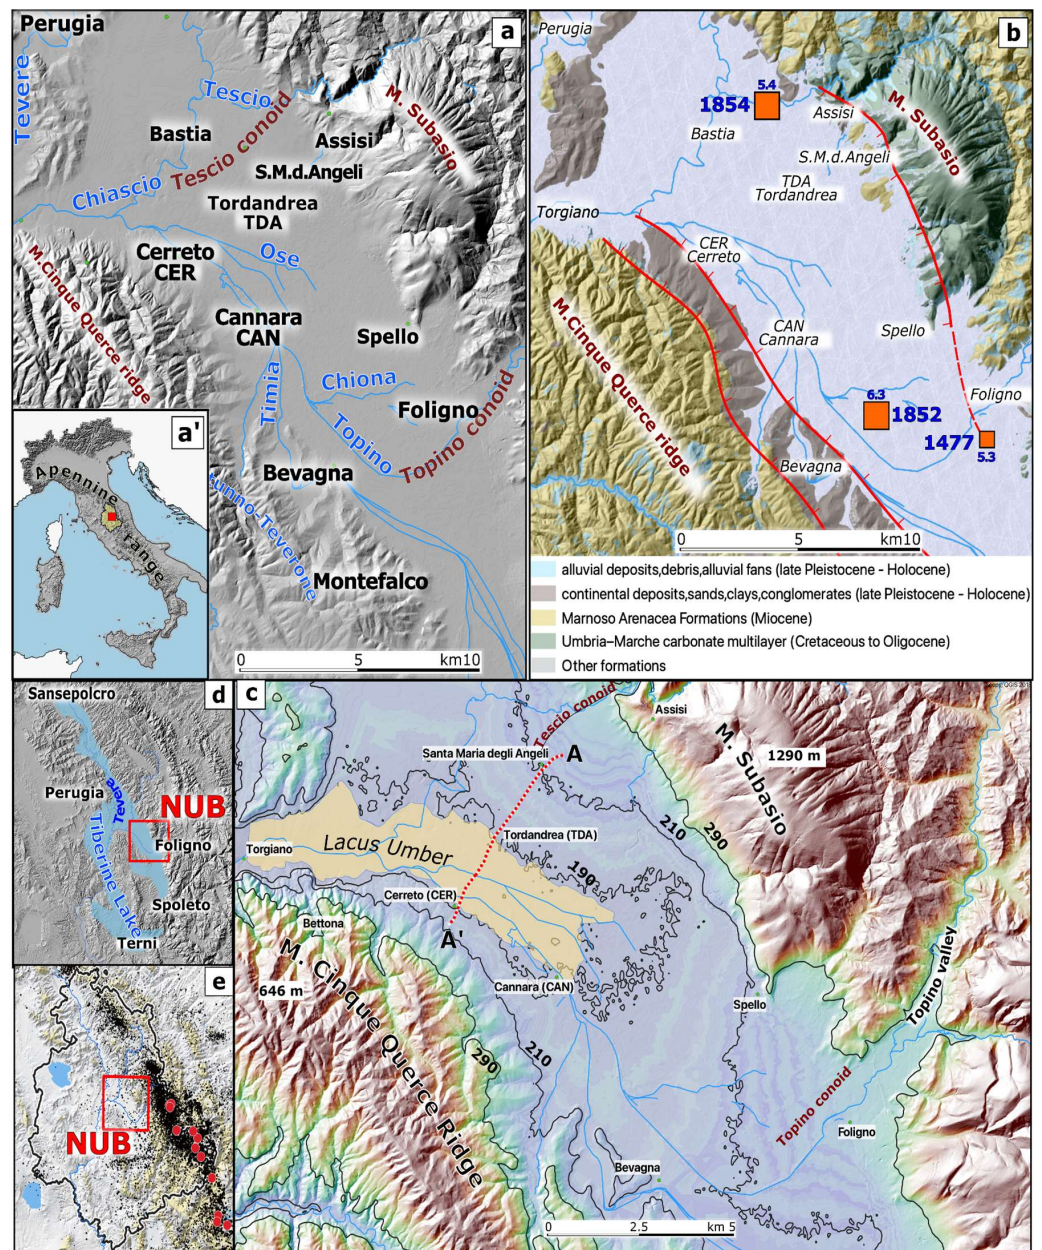 Perugia
a
Tevere
Tescio
Bastia
Tescio conoid
M. Subasio
Assisi
S.M.d.Angeli
Chiascio
Tordandrea
TDA
Cerreto
CER
Ose
M.Cinque Querce ridge
Cannara
CAN
Spello
Timia
Chiona
Foligno
Topino
Topino conoid
Bevagna
Montefalco
0
5
km10
a'
Apennine
range
b
Perugia
5.4
1854
Assisi
Bastia
M. Subasio
S.M.d.Angeli
TDA
Tordandrea
Torgiano
CER
Cerreto
M.Cinque Querce ridge
CAN
Cannara
Spello
6.3
1852
Foligno
1477
5.3
Bevagna
0
5
km10
alluvial deposits,debris,alluvial fans (late Pleistocene - Holocene)
continental deposits,sands,clays,conglomerates (late Pleistocene - Holocene)
Marnoso Arenacea Formations (Miocene)
Umbria–Marche carbonate multilayer (Cretaceous to Oligocene)
Other formations
d
Sansepolcro
Perugia
Tevere
NUB
Tiberine Lake
Foligno
Spoleto
Terni
e
NUB
c
Tescio conoid
Assisi
Santa Maria degli Angeli
A
M. Subasio
1290 m
210
290
Lacus Umber
Tordandrea (TDA)
Torgiano
190
Cerreto (CER)
Bettona
A'
M. Cinque Querce Ridge
646 m
Cannara (CAN)
Spello
Topino valley
290
210
Topino conoid
Foligno
Bevagna
0
2.5
km 5